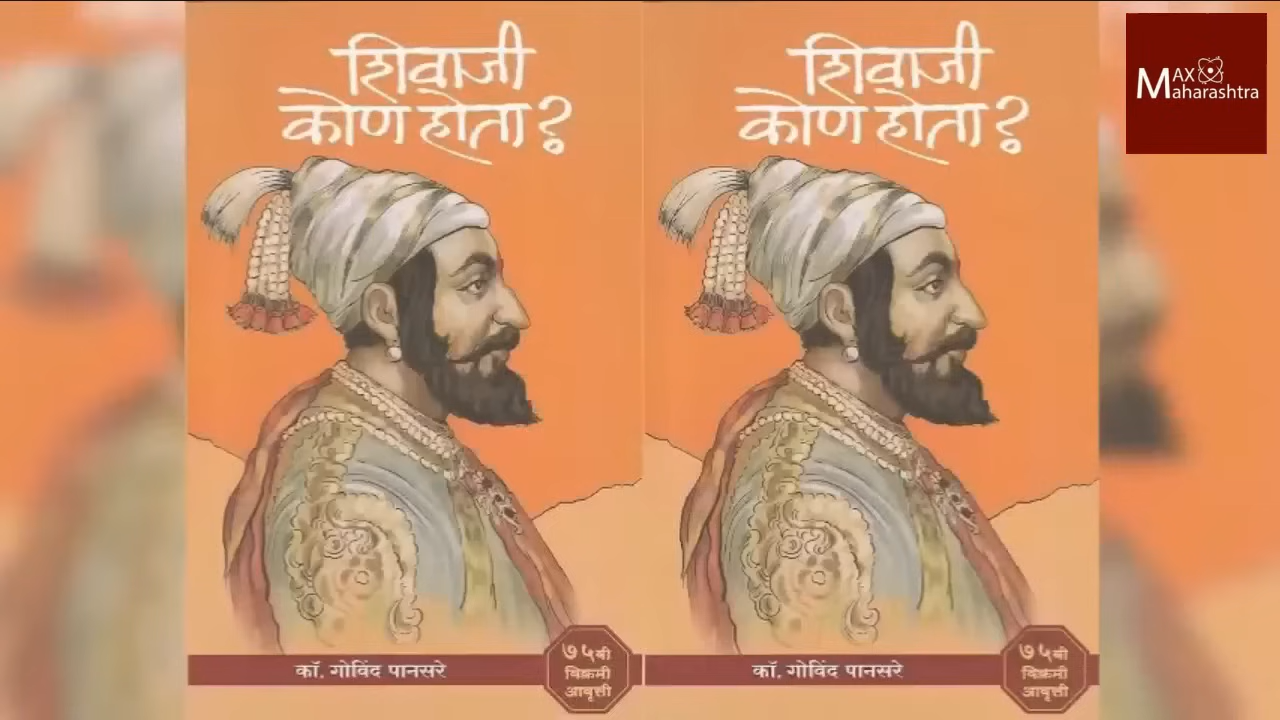 शिवाजी
कोण होता?
कॉ. गोविंद पानसरे
७५वी
विक्रमी
आवृत्ती
शिवाजी
कोण होता?
कॉ. गोविंद पानसरे
७५वी
विक्रमी
आवृत्ती
MAX
Maharashtra